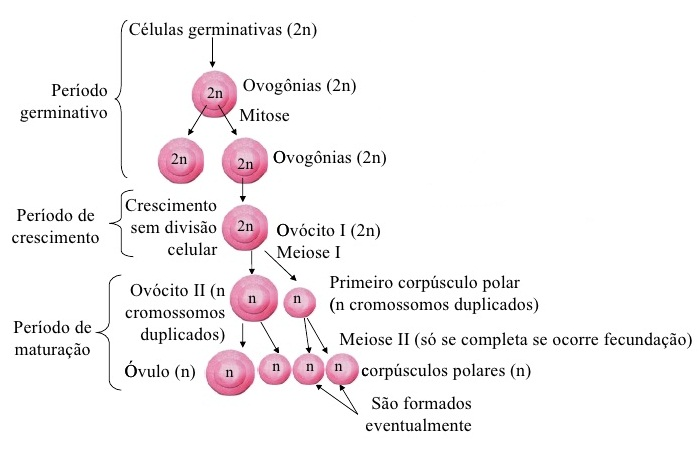 Células germinativas (2n)
Período
germinativo
2n
Ovogônias (2n)
Mitose
2n
2n
Ovogônias (2n)
Período de
crescimento
Crescimento
sem divisão
celular
2n
Ovócito I (2n)
Meiose I
Período de
maturação
Ovócito II (n
cromossomos
duplicados)
n
n
Primeiro corpúsculo polar
(n cromossomos duplicados)
Meiose II (só se completa se ocorre fecundação)
Óvulo (n)
n
n
n
n
corpúsculos polares (n)
São formados
eventualmente